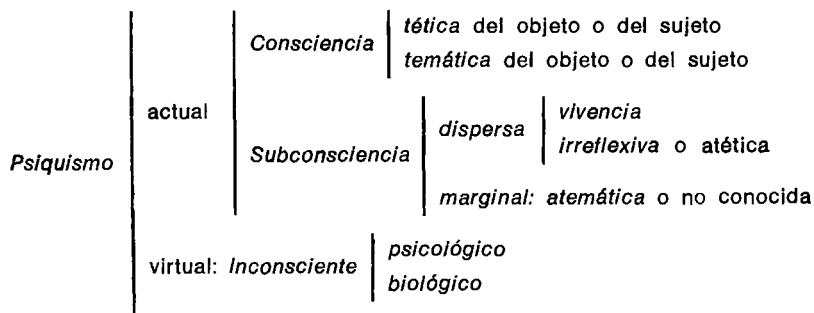 Consciencia
tética del objeto o del sujeto
temática del objeto o del sujeto
actual
Subconsciencia
dispersa
vivencia
irreflexiva o atética
marginal: atemática o no conocida
Psiquismo
virtual: Inconsciente
psicológico
biológico